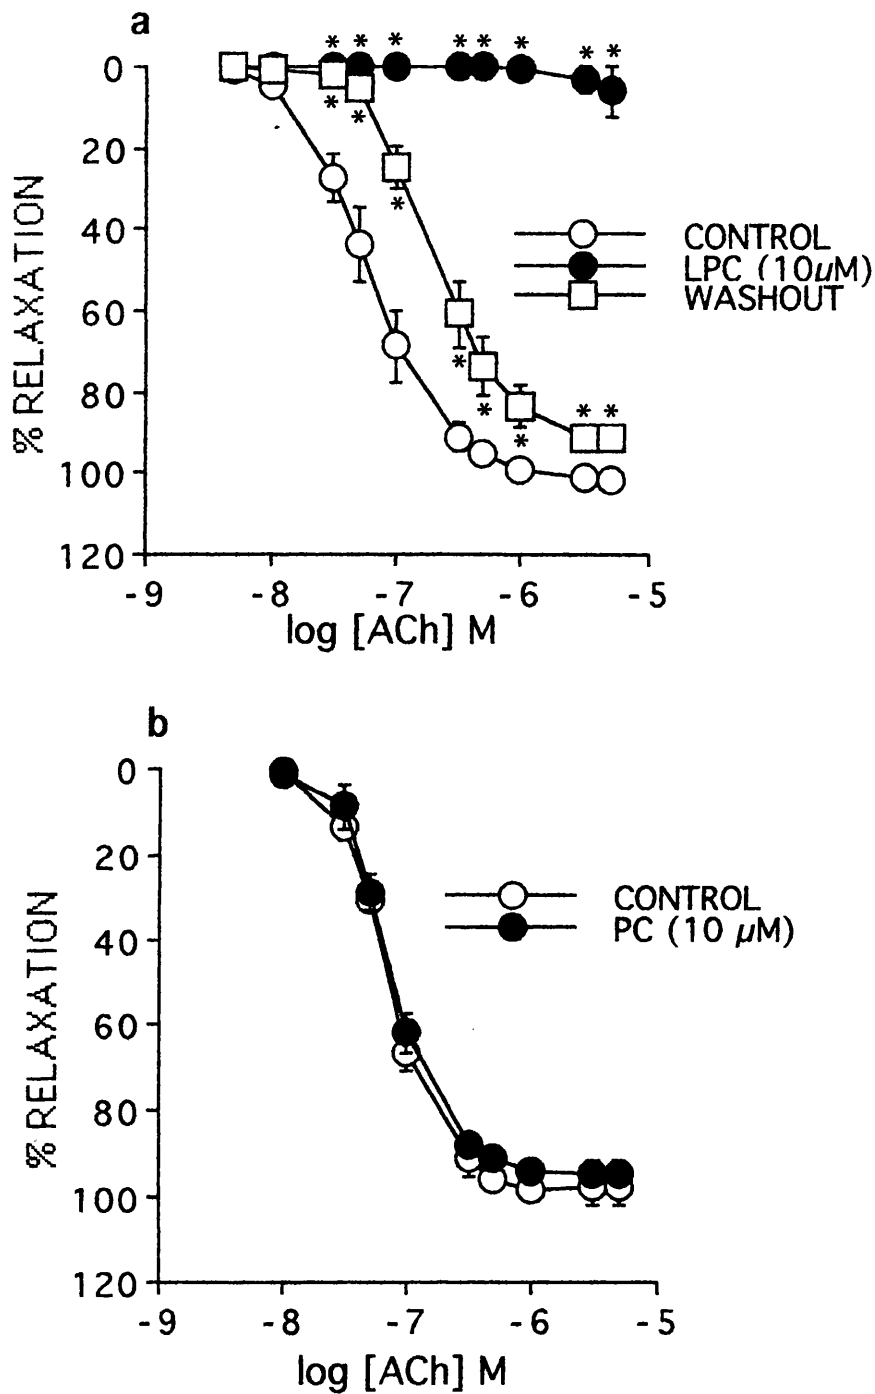 a
* * * * * * * *
0
* *
20
*
40
% RELAXATION
CONTROL
LPC (10µM)
WASHOUT
60
*
80
* * * *
100
120
-9 -8 -7 -6 -5
log [ACh] M
b
0
20
% RELAXATION
CONTROL
PC (10 µM)
40
60
80
100
120
-9 -8 -7 -6 -5
log [ACh] M